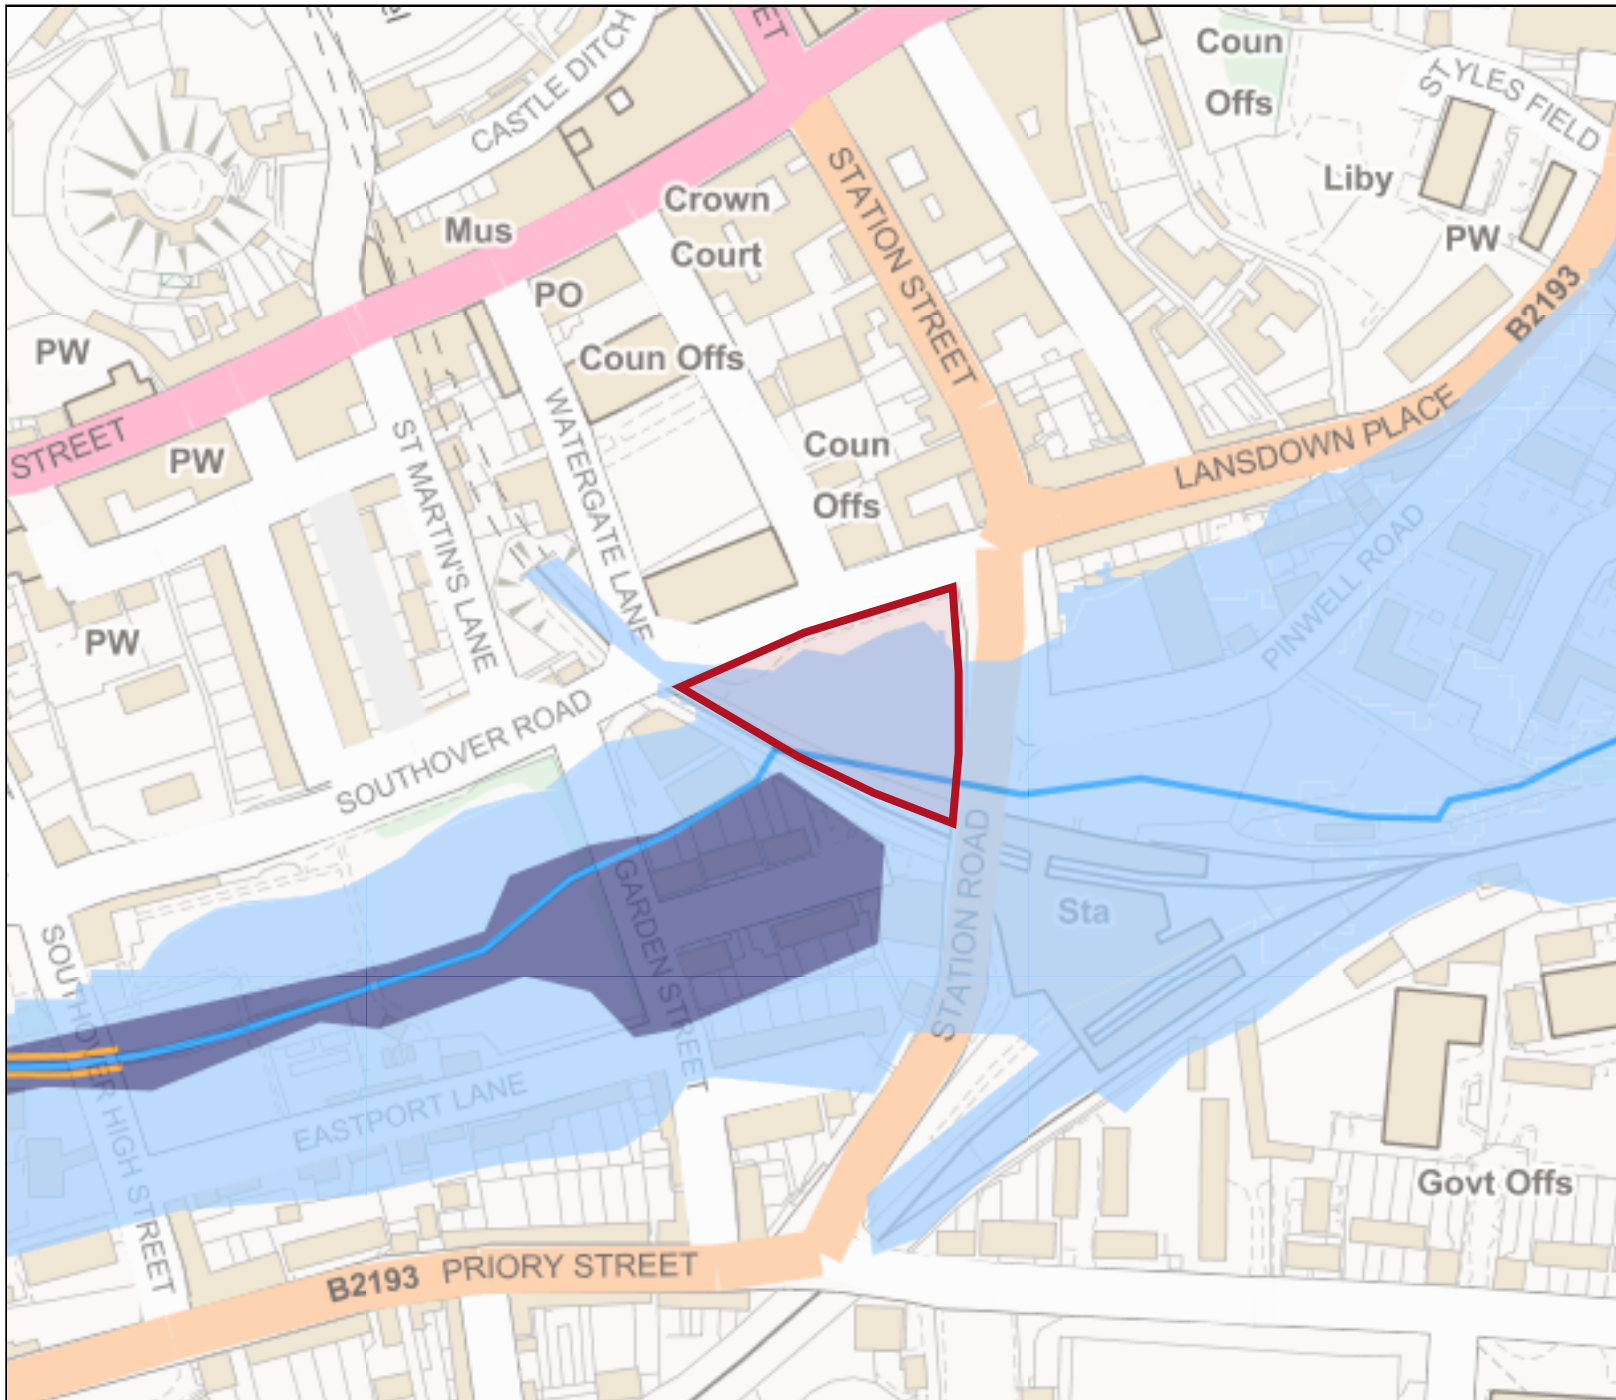 CASTLE DITCH
Coun
Offs
STYLES FIELD
Liby
PW
B2193
Crown
Court
STATION STREET
Mus
PO
Coun Offs
PW
STREET
PW
ST MARTIN'S LANE
WATERGATE LANE
Coun
Offs
LANSDOWN PLACE
PINWELL ROAD
PW
SOUTHOVER ROAD
GARDEN STREET
STATION ROAD
Sta
SOUTHOVER HIGH STREET
EASTPORT LANE
Govt Offs
B2193 PRIORY STREET